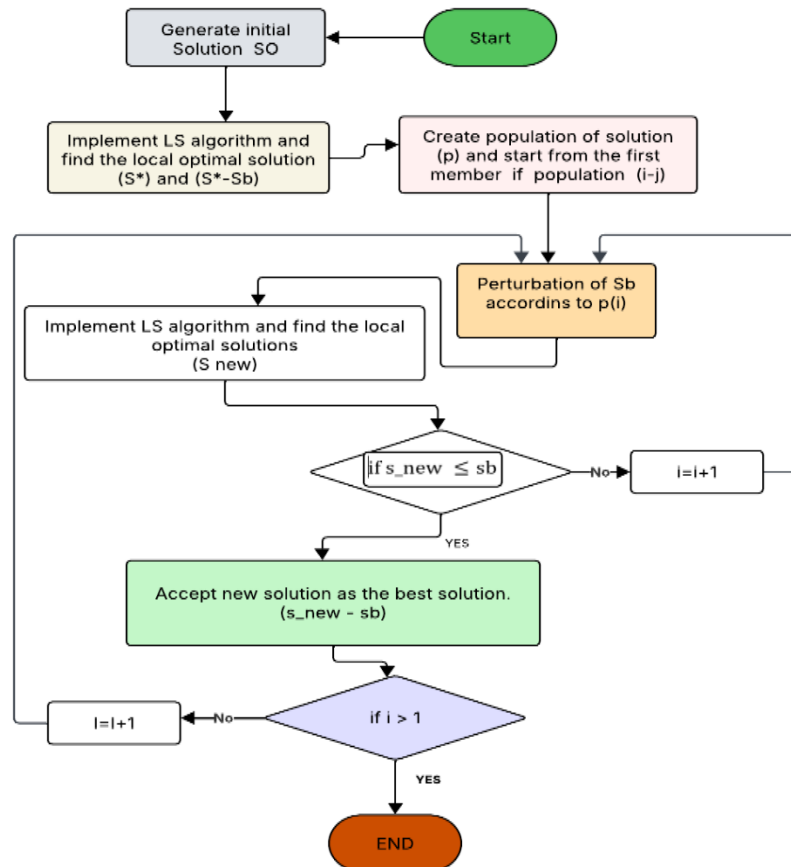 Start
Generate initial
Solution SO
Implement LS algorithm and
find the local optimal solution
(S*) and (S*-Sb)
Create population of solution
(p) and start from the first
member if population (i-j)
Perturbation of Sb
accordins to p(i)
Implement LS algorithm and find the local
optimal solutions
(S new)
if s_new ≤ sb
No
i=i+1
YES
Accept new solution as the best solution.
(s_new - sb)
if i > 1
No
I=I+1
YES
END